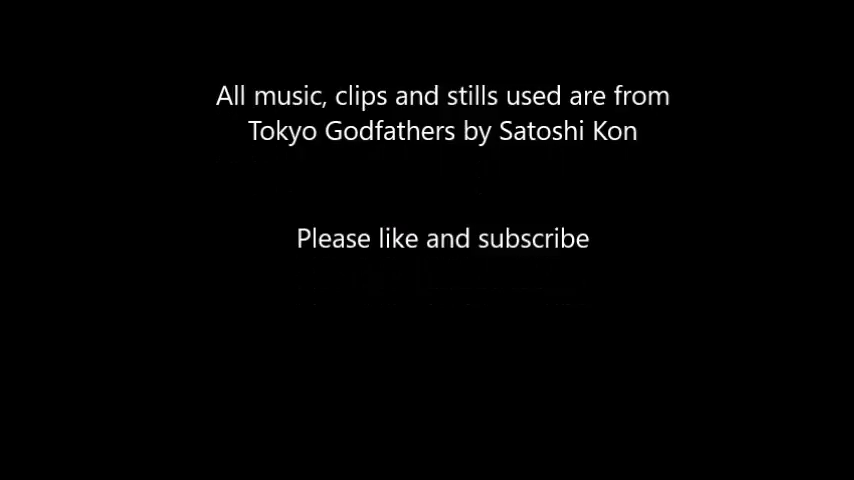 All music, clips and stills used are from
Tokyo Godfathers by Satoshi Kon
Please like and subscribe